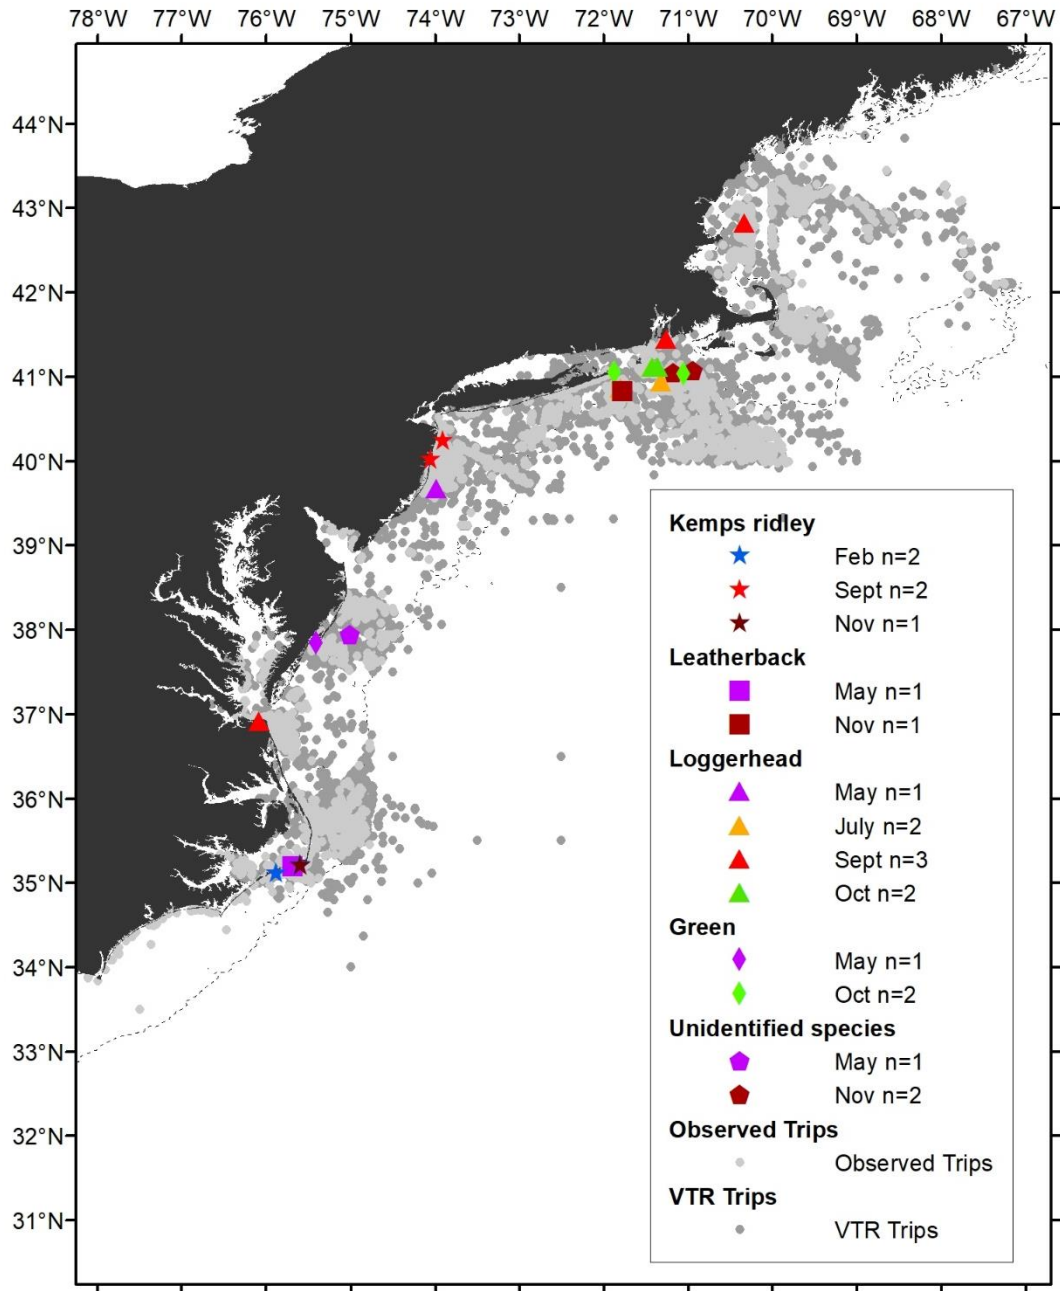 78°W 77°W 76°W 75°W 74°W 73°W 72°W 71°W 70°W 69°W 68°W 67°W
44°N
43°N
42°N
41°N
40°N
39°N
38°N
37°N
36°N
35°N
34°N
33°N
32°N
31°N
Kemps ridley
Feb n=2
Sept n=2
Nov n=1
Leatherback
May n=1
Nov n=1
Loggerhead
May n=1
July n=2
Sept n=3
Oct n=2
Green
May n=1
Oct n=2
Unidentified species
May n=1
Nov n=2
Observed Trips
Observed Trips
VTR Trips
VTR Trips